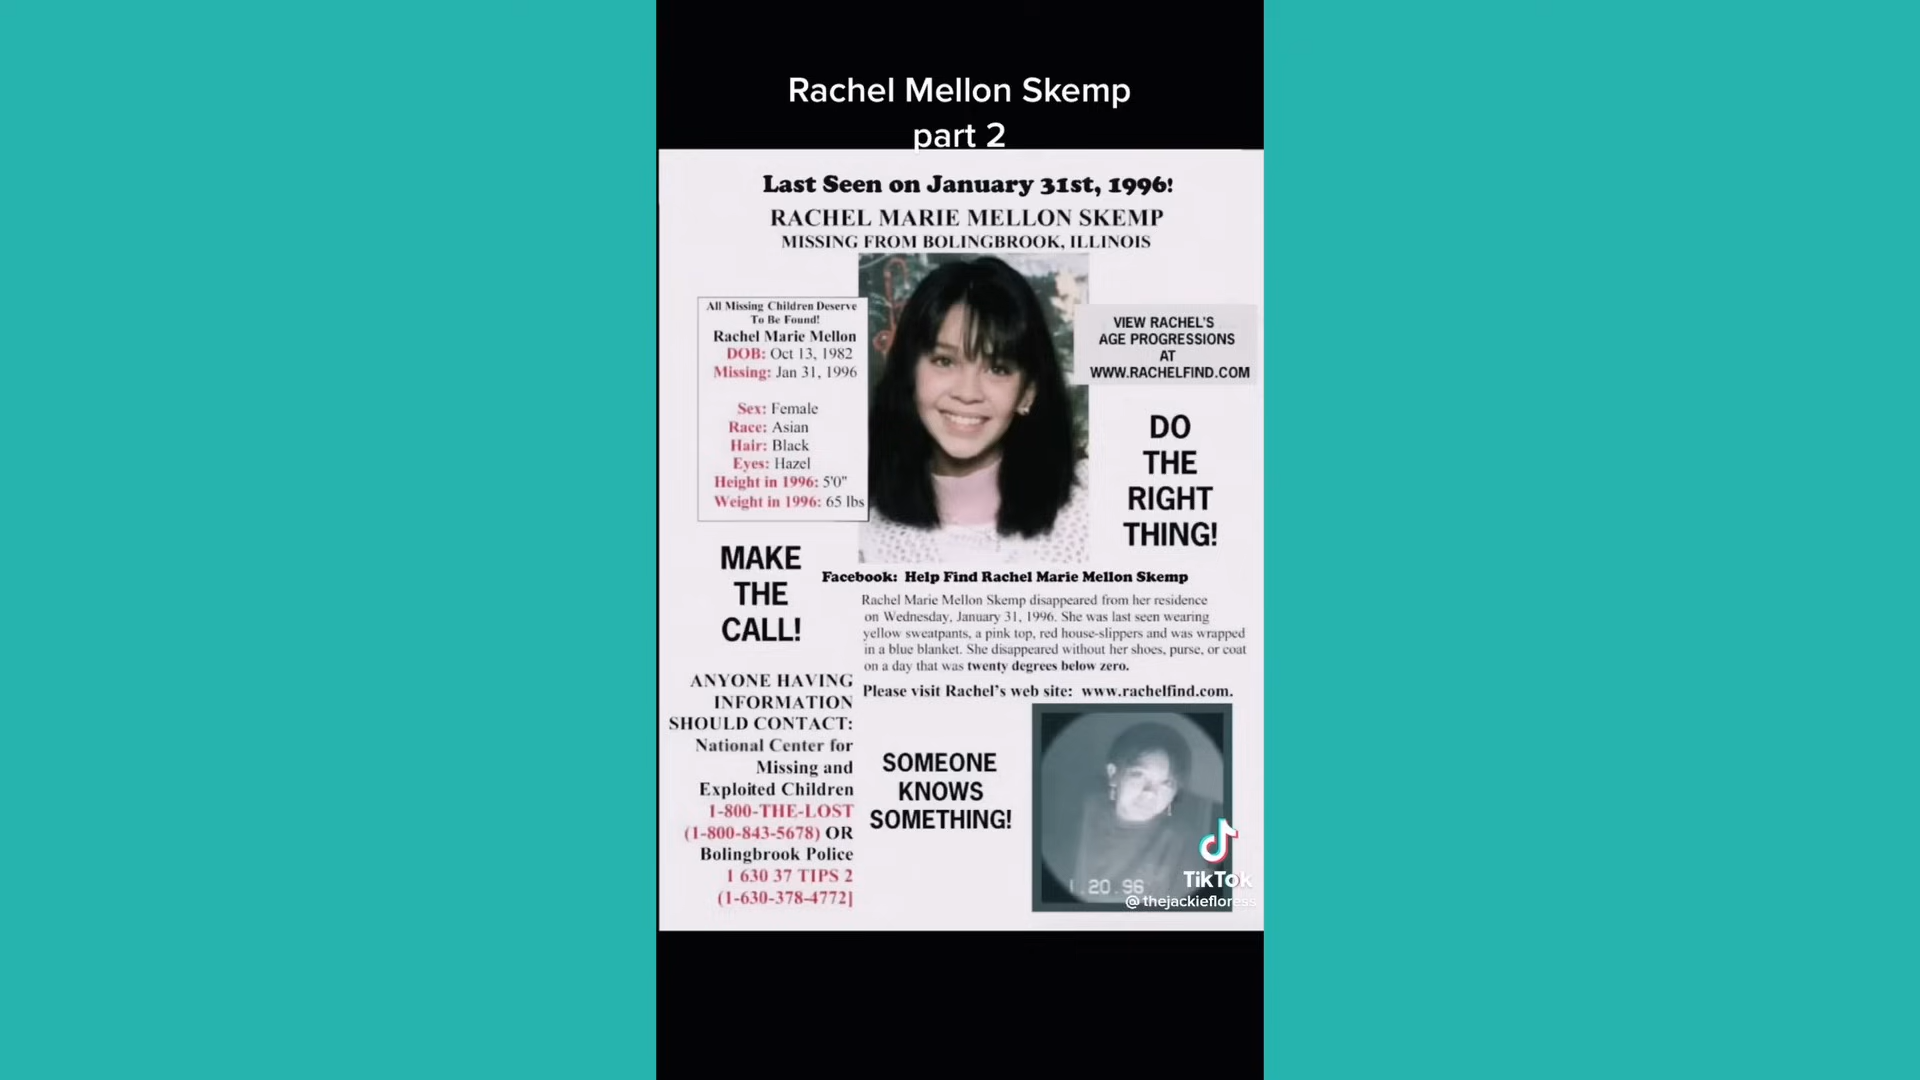 Rachel Mellon Skemp
part 2
Last Seen on January 31st, 1996!
RACHEL MARIE MELLON SKEMP
MISSING FROM BOLINGBROOK, ILLINOIS
All Missing Children Deserve
To Be Found!
Rachel Marie Mellon
DOB: Oct 13, 1982
Missing: Jan 31, 1996
Sex: Female
Race: Asian
Hair: Black
Eyes: Hazel
Height in 1996: 5'0"
Weight in 1996: 65 lbs
VIEW RACHEL'S
AGE PROGRESSIONS
AT
WWW.RACHELFIND.COM
DO
THE
RIGHT
THING!
MAKE
THE
CALL!
Facebook: Help Find Rachel Marie Mellon Skemp
Rachel Marie Mellon Skemp disappeared from her residence
on Wednesday, January 31, 1996. She was last seen wearing
yellow sweatpants, a pink top, red house-slippers and was wrapped
in a blue blanket. She disappeared without her shoes, purse, or coat
on a day that was twenty degrees below zero.
Please visit Rachel's web site: www.rachelfind.com.
ANYONE HAVING
INFORMATION
SHOULD CONTACT:
National Center for
Missing and
Exploited Children
1-800-THE-LOST
(1-800-843-5678) OR
Bolingbrook Police
1 630 37 TIPS 2
(1-630-378-4772]
SOMEONE
KNOWS
SOMETHING!
1.20.96
TikTok
@thejackiefloress